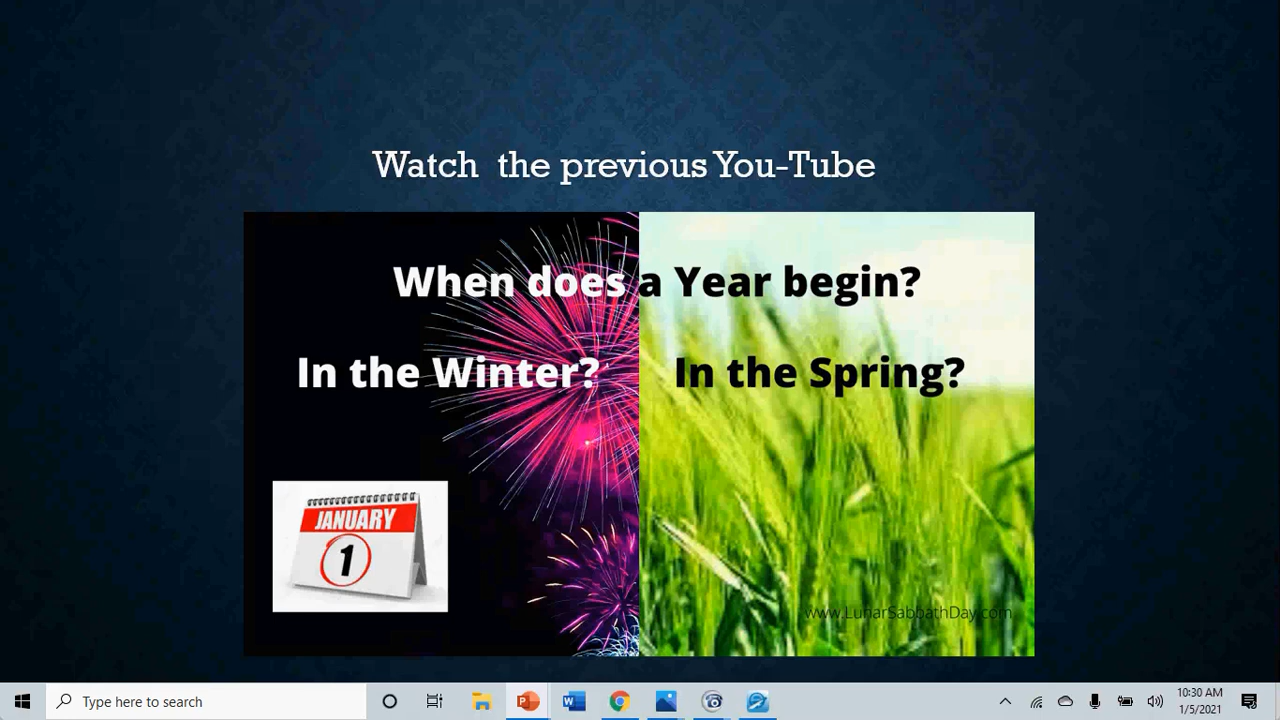 Watch  the previous You-Tube
When does a Year begin?
In the Winter? In the Spring?
JANUARY
1
www.LunarSabbathDay.com
Type here to search
10:30 AM
1/5/2021